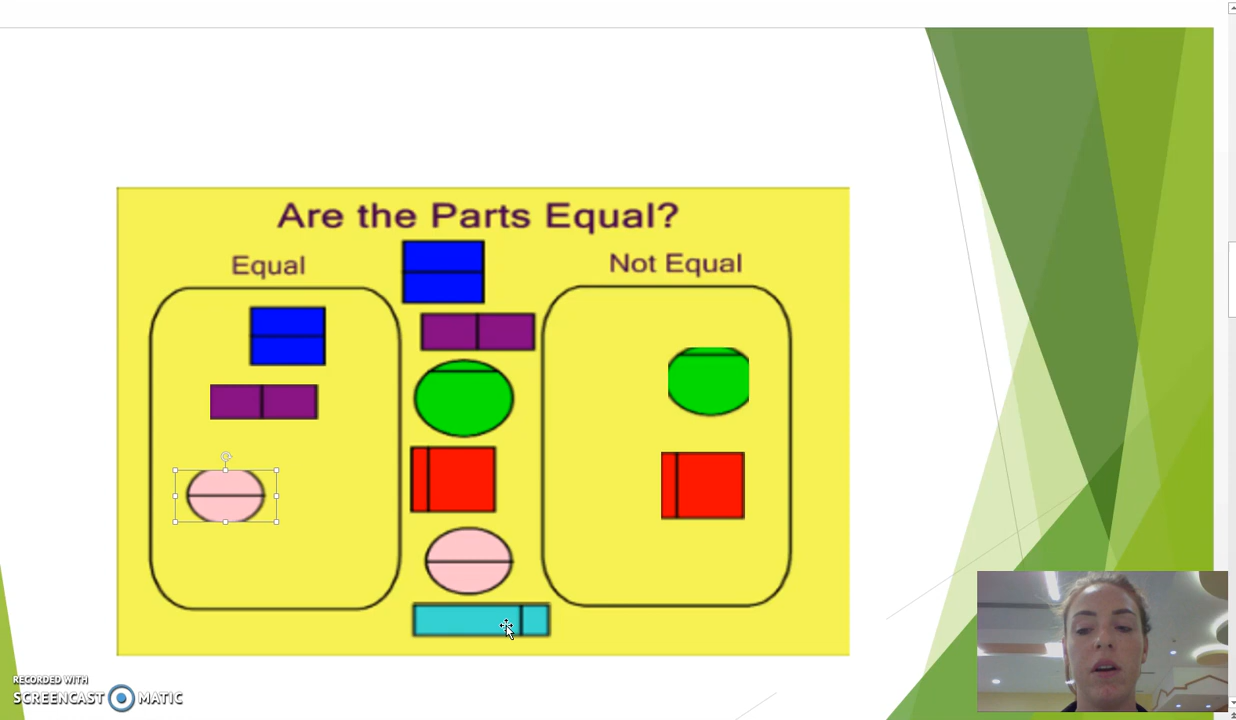 Are the Parts Equal?
Equal
Not Equal
RECORDED WITH
SCREENCAST MATIC